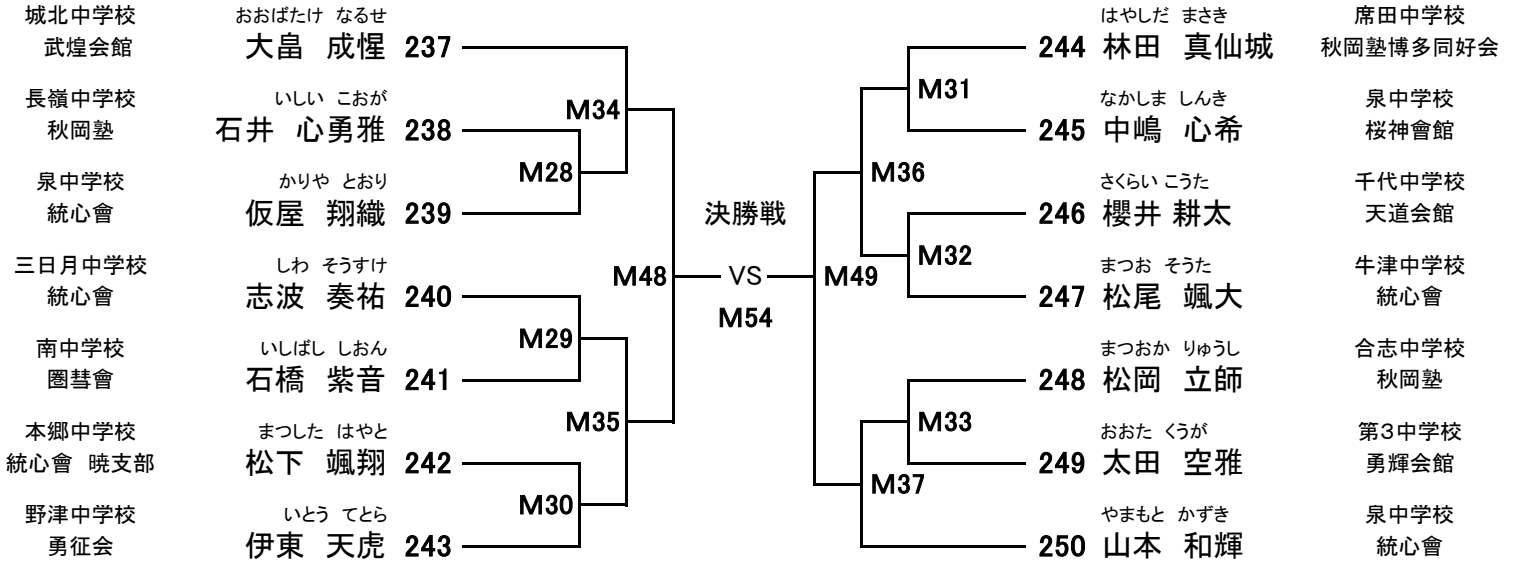 城北中学校 おおばたけ なるせ
武煌会館 大畠 成惺 237
長嶺中学校 いしい こおが
秋岡塾 石井 心勇雅 238
泉中学校 かりや とおり
統心會 仮屋 翔織 239
三日月中学校 しわ そうすけ
統心會 志波 奏祐 240
南中学校 いしばし しおん
圏彗會 石橋 紫音 241
本郷中学校 まつした はやと
統心會 暁支部 松下 颯翔 242
野津中学校 いとう てとら
勇征会 伊東 天虎 243
M34
M28
M29
M35
M30
M48
決勝戦
VS
M54
M49
M31
M36
M32
M33
M37
はやしだ まさき 席田中学校
244 林田 真仙城 秋岡塾博多同好会
なかしま しんき 泉中学校
245 中嶋 心希 桜神會館
さくらい こうた 千代中学校
246 櫻井 耕太 天道会館
まつお そうた 牛津中学校
247 松尾 颯大 統心會
まつおか りゅうし 合志中学校
248 松岡 立師 秋岡塾
おおた くうが 第3中学校
249 太田 空雅 勇輝会館
やまもと かずき 泉中学校
250 山本 和輝 統心會